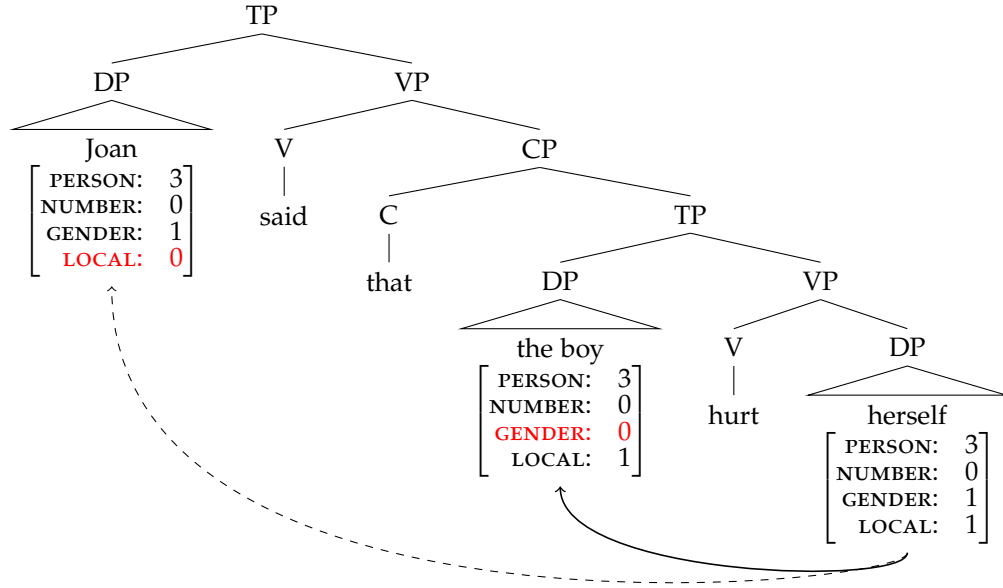 TP
DP VP
Joan V CP
PERSON: 3
NUMBER: 0
GENDER: 1
LOCAL: 0
said C TP
that DP VP
the boy V DP
PERSON: 3
NUMBER: 0
GENDER: 0
LOCAL: 1
hurt herself
PERSON: 3
NUMBER: 0
GENDER: 1
LOCAL: 1